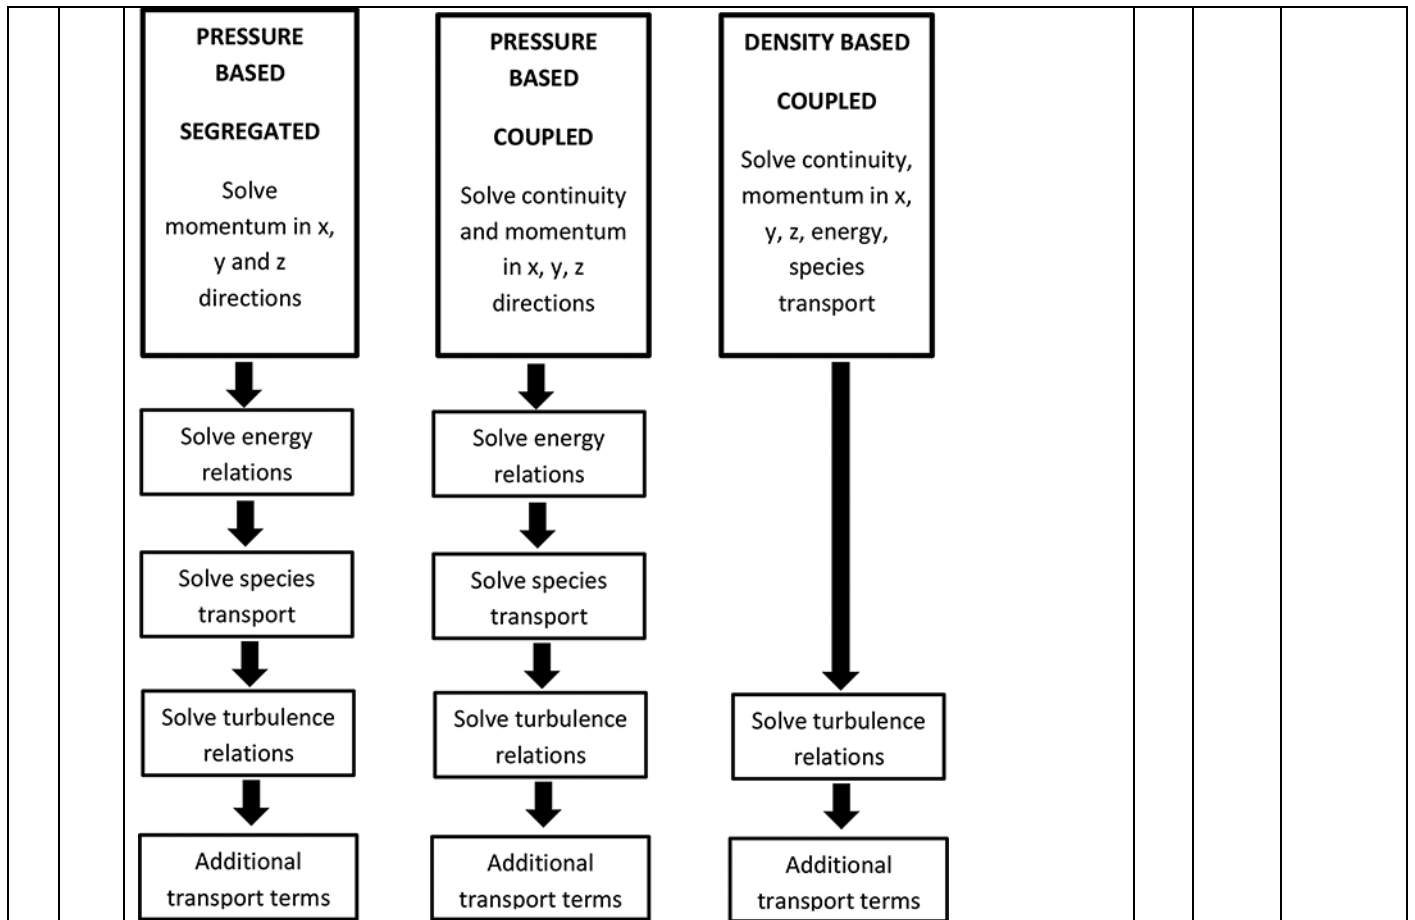 PRESSURE
BASED
SEGREGATED
Solve
momentum in x,
y and z
directions
Solve energy
relations
Solve species
transport
Solve turbulence
relations
Additional
transport terms
PRESSURE
BASED
COUPLED
Solve continuity
and momentum
in x, y, z
directions
Solve energy
relations
Solve species
transport
Solve turbulence
relations
Additional
transport terms
DENSITY BASED
COUPLED
Solve continuity,
momentum in x,
y, z, energy,
species
transport
Solve turbulence
relations
Additional
transport terms